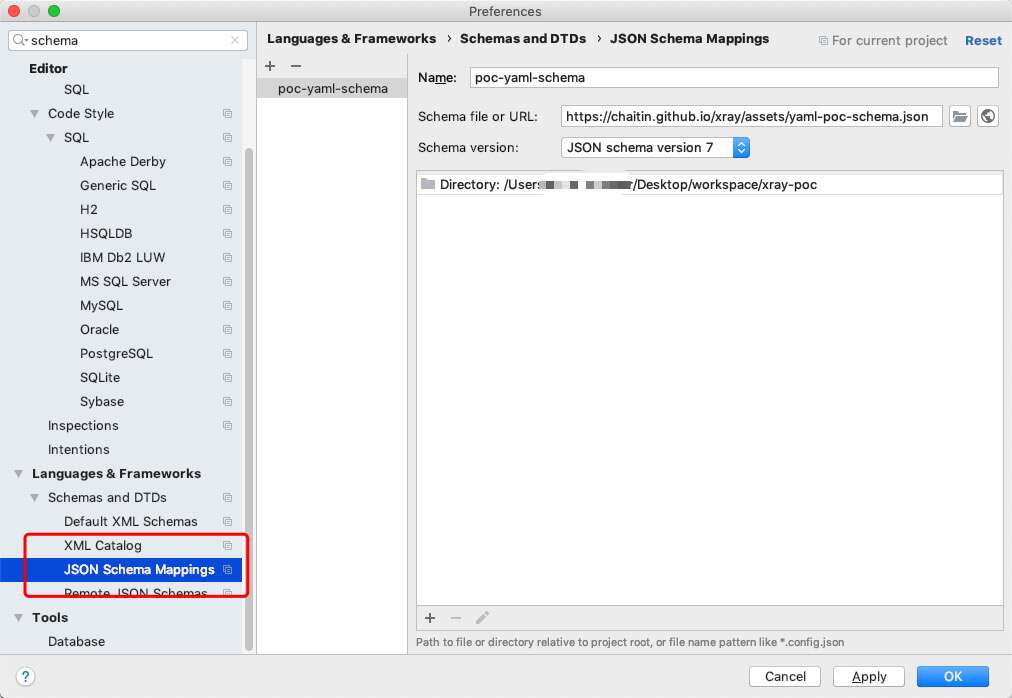 Preferences
schema
Languages & Frameworks › Schemas and DTDs › JSON Schema Mappings
For current project
Reset
Editor
SQL
Code Style
SQL
Apache Derby
Generic SQL
H2
HSQLDB
IBM Db2 LUW
MS SQL Server
MySQL
Oracle
PostgreSQL
SQLite
Sybase
Inspections
Intentions
Languages & Frameworks
Schemas and DTDs
Default XML Schemas
XML Catalog
JSON Schema Mappings
Remote JSON Schemas
Tools
Database
+ −
poc-yaml-schema
Name: poc-yaml-schema
Schema file or URL: https://chaitin.github.io/xray/assets/yaml-poc-schema.json
Schema version: JSON schema version 7
Directory: /Users r/Desktop/workspace/xray-poc
+ −
Path to file or directory relative to project root, or file name pattern like *.config.json
?
Cancel
Apply
OK